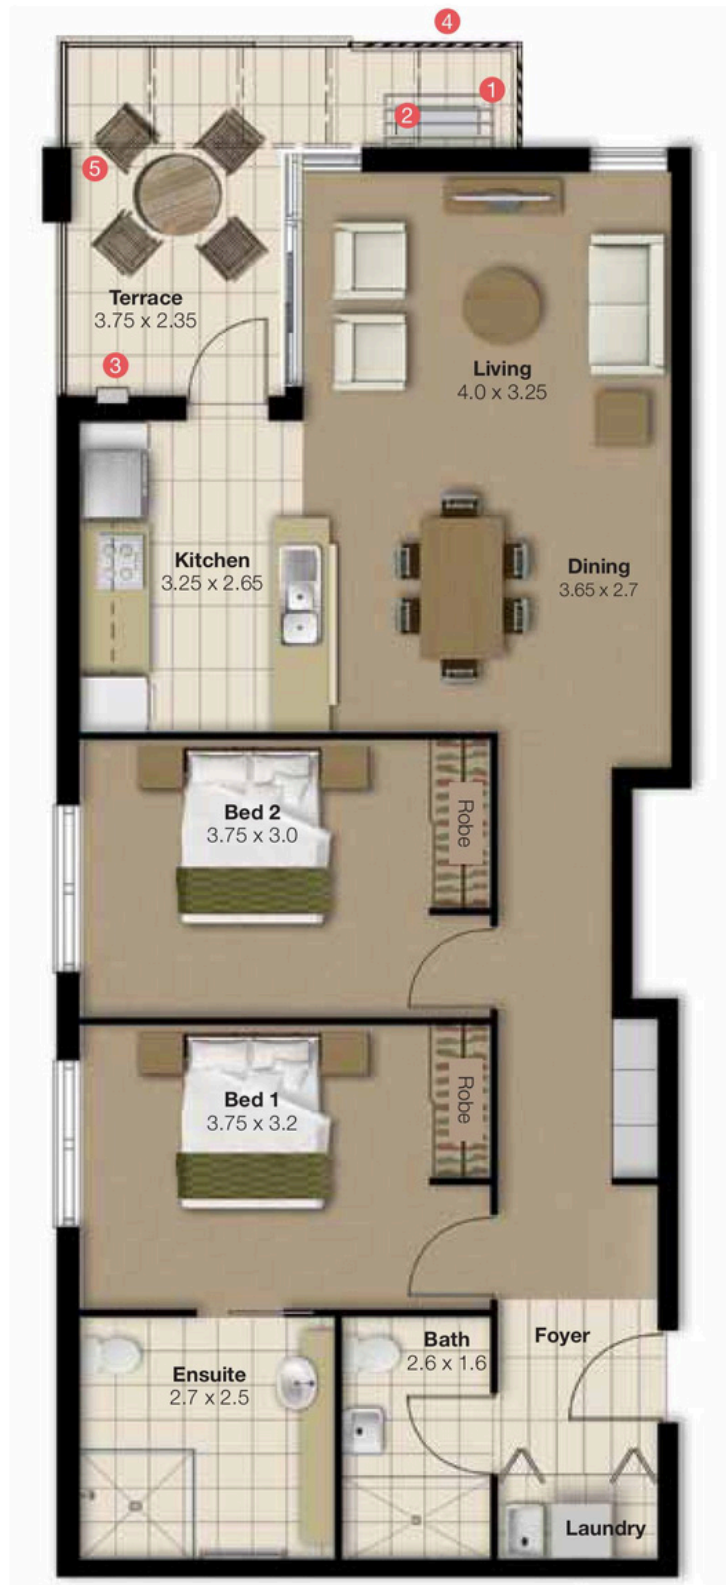 4
1
2
5
Terrace
3.75 x 2.35
3
Living
4.0 x 3.25
Kitchen
3.25 x 2.65
Dining
3.65 x 2.7
Bed 2
3.75 x 3.0
Robe
Bed 1
3.75 x 3.2
Robe
Ensuite
2.7 x 2.5
Bath
2.6 x 1.6
Foyer
Laundry